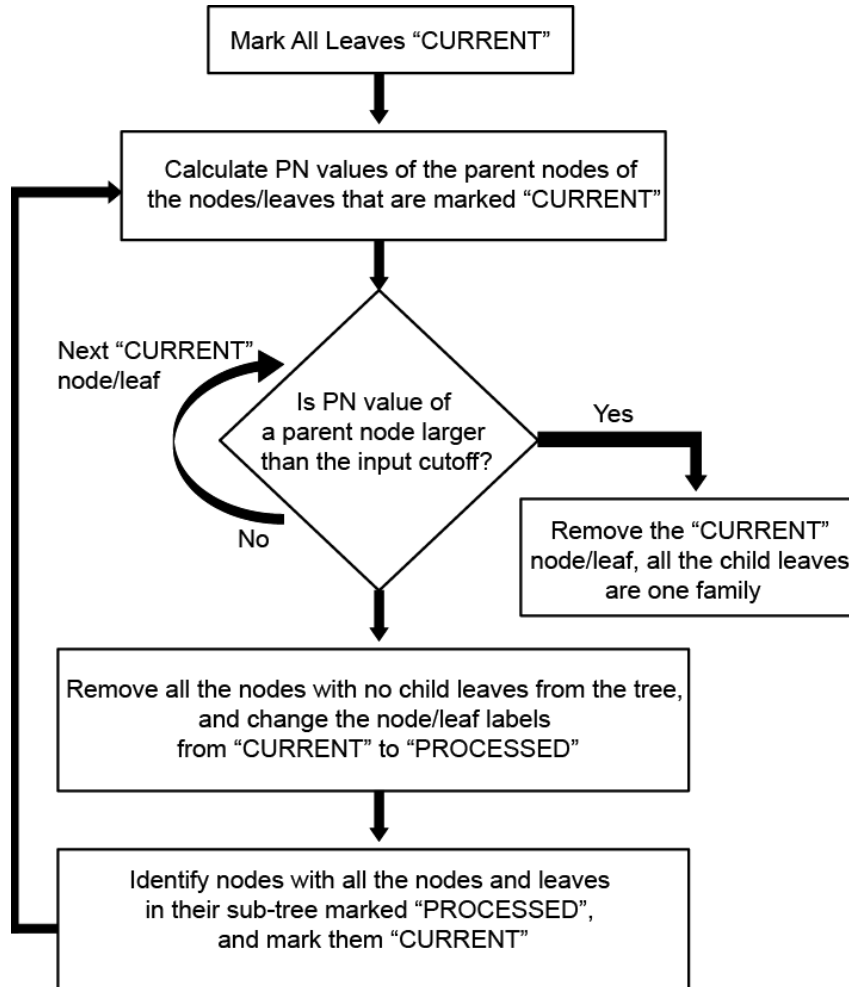 Mark All Leaves “CURRENT”
Calculate PN values of the parent nodes of
the nodes/leaves that are marked “CURRENT”
Next “CURRENT”
node/leaf
Is PN value of
a parent node larger
than the input cutoff?
Yes
No
Remove the “CURRENT”
node/leaf, all the child leaves
are one family
Remove all the nodes with no child leaves from the tree,
and change the node/leaf labels
from “CURRENT” to “PROCESSED”
Identify nodes with all the nodes and leaves
in their sub-tree marked “PROCESSED”,
and mark them “CURRENT”